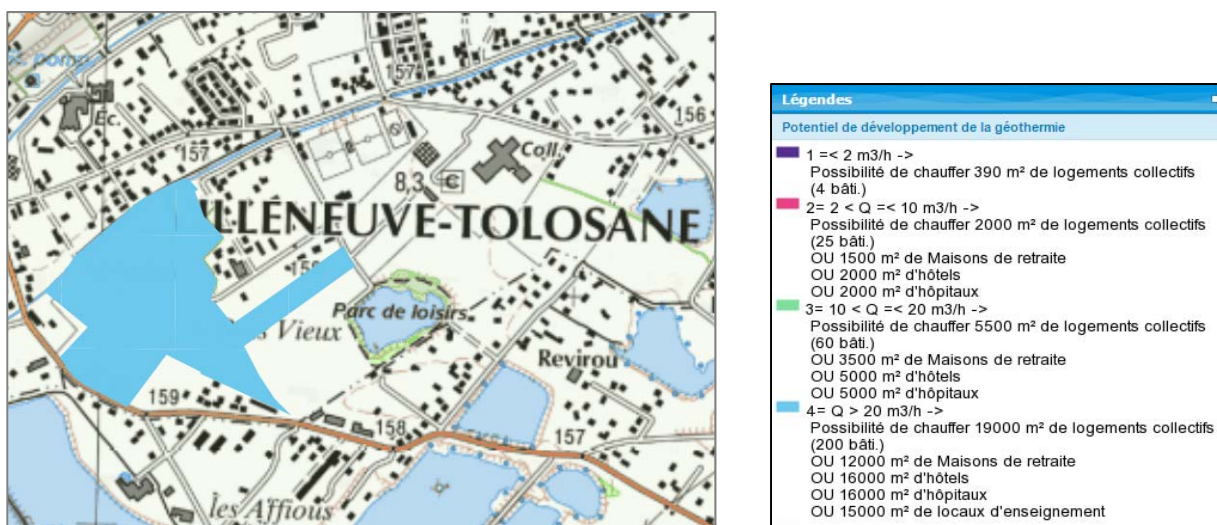 157
156
Éc.
157
Coll.
8,3
VILLENEUVE-TOLOSANE
Parc de loisirs
Vieux
Revirou
159
158
157
les Affious
Légendes
Potentiel de développement de la géothermie
1 =< 2 m3/h ->
Possibilité de chauffer 390 m² de logements collectifs
(4 bâti.)
2= 2 < Q =< 10 m3/h ->
Possibilité de chauffer 2000 m² de logements collectifs
(25 bâti.)
OU 1500 m² de Maisons de retraite
OU 2000 m² d'hôtels
OU 2000 m² d'hôpitaux
3= 10 < Q =< 20 m3/h ->
Possibilité de chauffer 5500 m² de logements collectifs
(60 bâti.)
OU 3500 m² de Maisons de retraite
OU 5000 m² d'hôtels
OU 5000 m² d'hôpitaux
4= Q > 20 m3/h ->
Possibilité de chauffer 19000 m² de logements collectifs
(200 bâti.)
OU 12000 m² de Maisons de retraite
OU 16000 m² d'hôtels
OU 16000 m² d'hôpitaux
OU 15000 m² de locaux d'enseignement